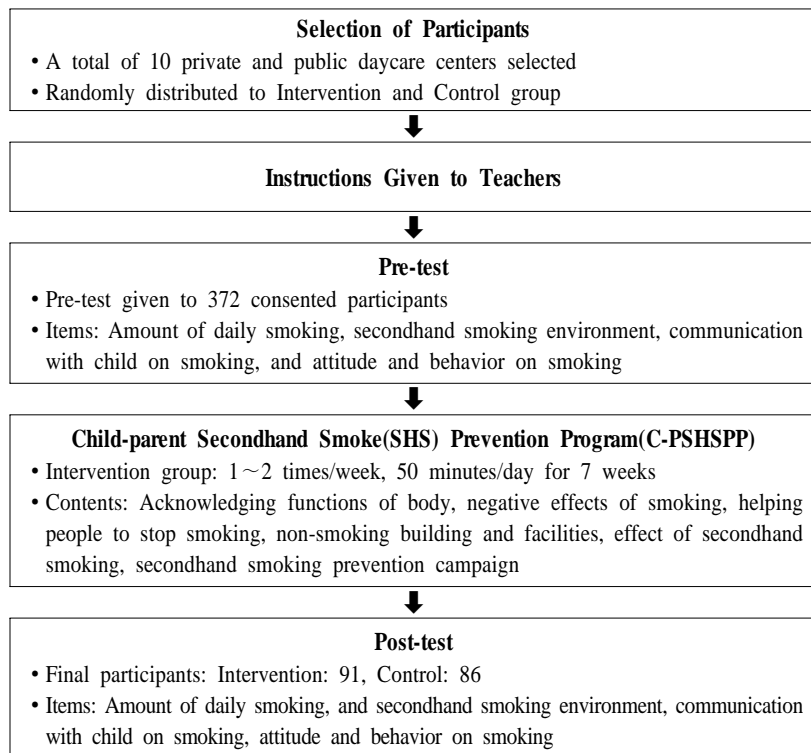 Selection of Participants
• A total of 10 private and public daycare centers selected
• Randomly distributed to Intervention and Control group
Instructions Given to Teachers
Pre-test
• Pre-test given to 372 consented participants
• Items: Amount of daily smoking, secondhand smoking environment, communication
with child on smoking, and attitude and behavior on smoking
Child-parent Secondhand Smoke(SHS) Prevention Program(C-PSHSPP)
• Intervention group: 1~2 times/week, 50 minutes/day for 7 weeks
• Contents: Acknowledging functions of body, negative effects of smoking, helping
people to stop smoking, non-smoking building and facilities, effect of secondhand
smoking, secondhand smoking prevention campaign
Post-test
• Final participants: Intervention: 91, Control: 86
• Items: Amount of daily smoking, and secondhand smoking environment, communication
with child on smoking, attitude and behavior on smoking